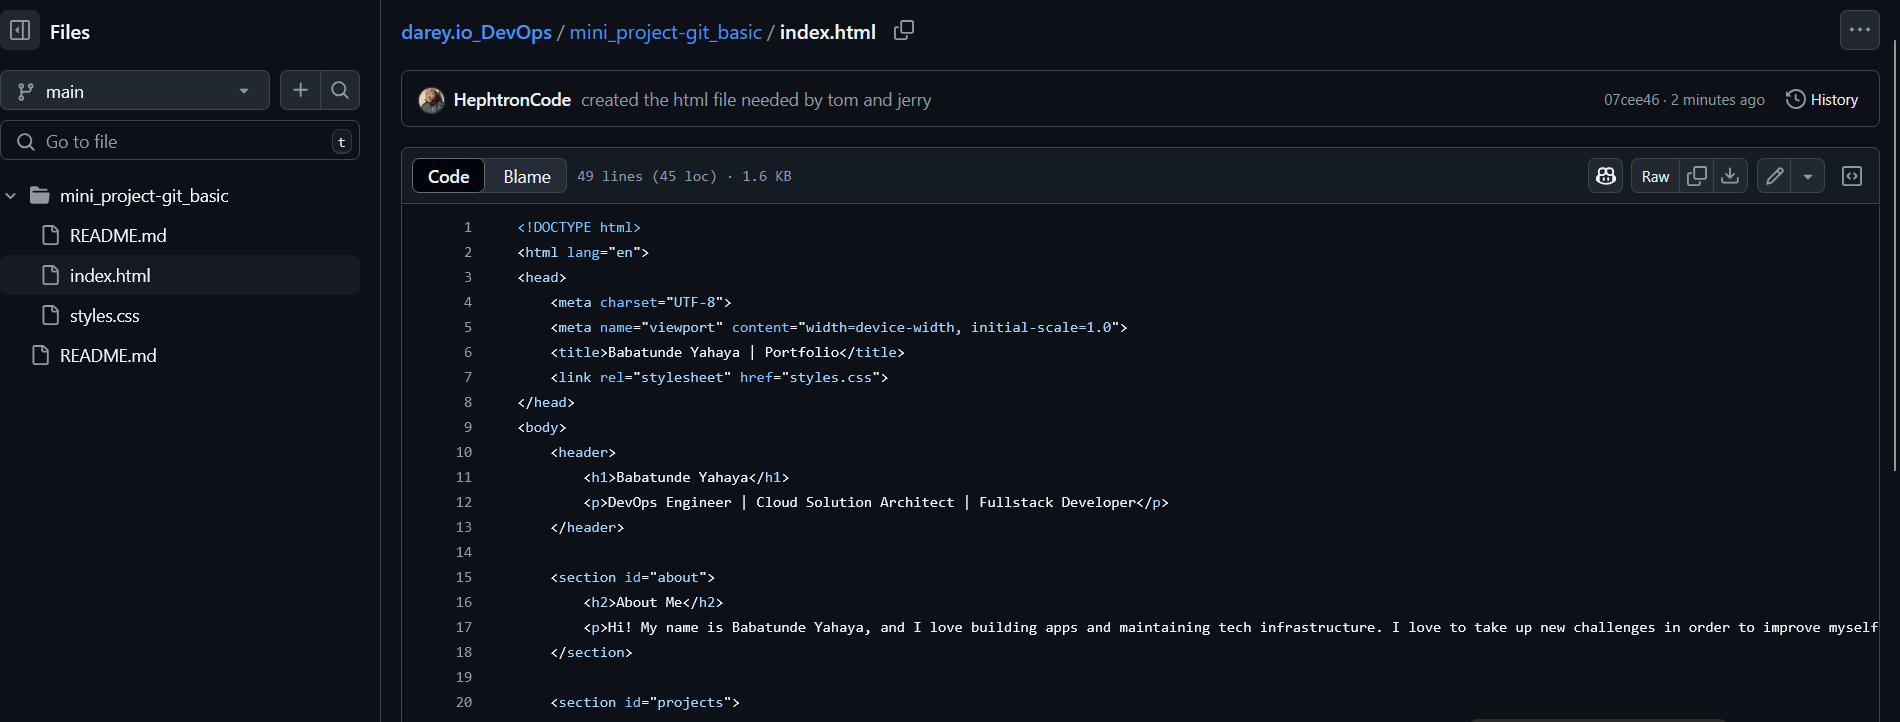 Files
main
Go to file
t
mini_project-git_basic
README.md
index.html
styles.css
README.md
darey.io_DevOps / mini_project-git_basic / index.html
HephtronCode created the html file needed by tom and jerry
07cee46 · 2 minutes ago
History
Code
Blame
49 lines (45 loc) · 1.6 KB
Raw
1 <!DOCTYPE html>
2 <html lang="en">
3 <head>
4 <meta charset="UTF-8">
5 <meta name="viewport" content="width=device-width, initial-scale=1.0">
6 <title>Babatunde Yahaya | Portfolio</title>
7 <link rel="stylesheet" href="styles.css">
8 </head>
9 <body>
10 <header>
11 <h1>Babatunde Yahaya</h1>
12 <p>DevOps Engineer | Cloud Solution Architect | Fullstack Developer</p>
13 </header>
14
15 <section id="about">
16 <h2>About Me</h2>
17 <p>Hi! My name is Babatunde Yahaya, and I love building apps and maintaining tech infrastructure. I love to take up new challenges in order to improve myself
18 </section>
19
20 <section id="projects">